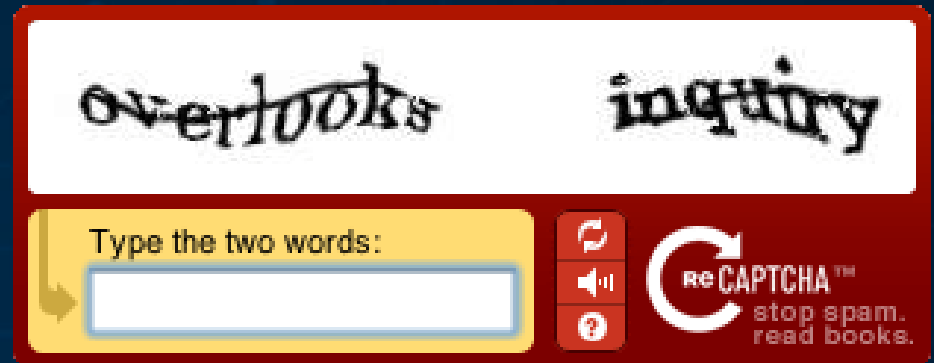 overlooks inquiry
Type the two words:
ReCAPTCHA™
stop spam.
read books.